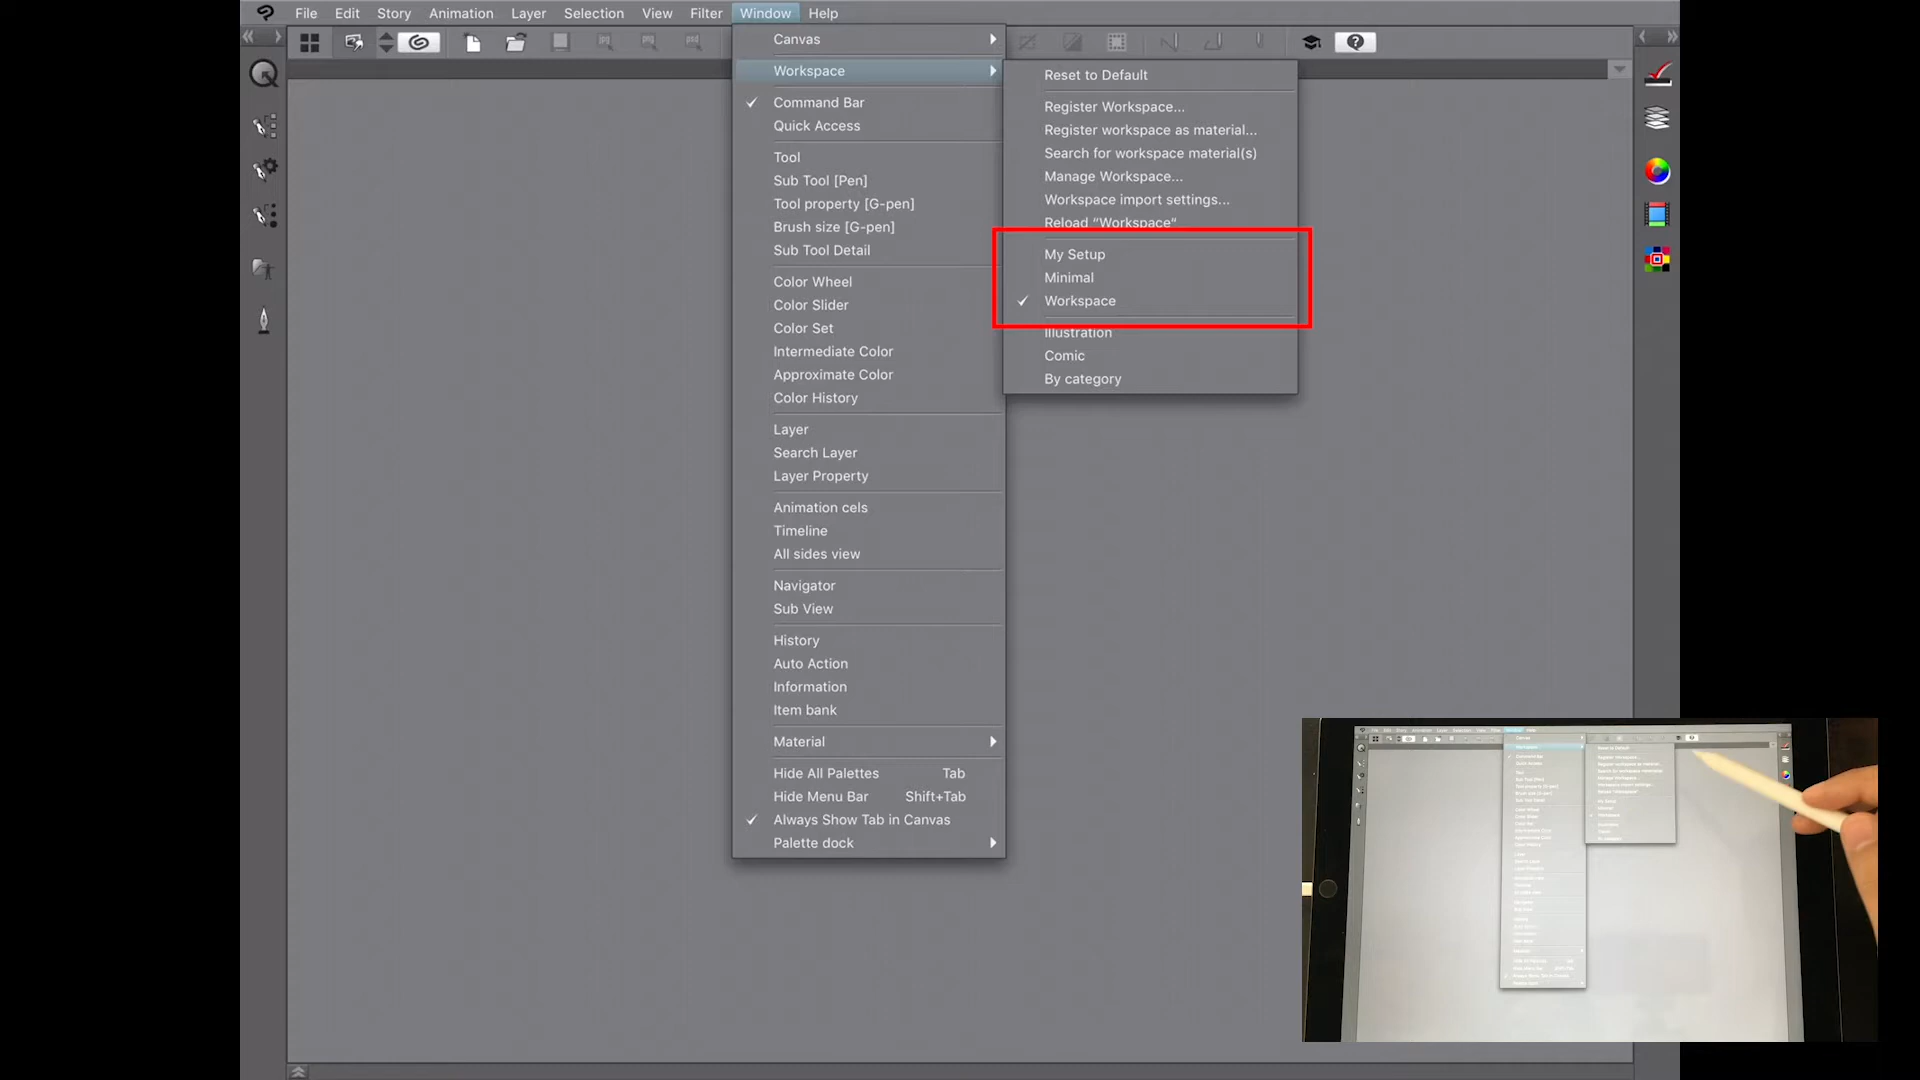 File Edit Story Animation Layer Selection View Filter Window Help
Canvas
Workspace
Command Bar
Quick Access
Tool
Sub Tool [Pen]
Tool property [G-pen]
Brush size [G-pen]
Sub Tool Detail
Color Wheel
Color Slider
Color Set
Intermediate Color
Approximate Color
Color History
Layer
Search Layer
Layer Property
Animation cels
Timeline
All sides view
Navigator
Sub View
History
Auto Action
Information
Item bank
Material
Hide All Palettes Tab
Hide Menu Bar Shift+Tab
Always Show Tab in Canvas
Palette dock
Reset to Default
Register Workspace...
Register workspace as material...
Search for workspace material(s)
Manage Workspace...
Workspace import settings...
Reload “Workspace”
My Setup
Minimal
Workspace
Illustration
Comic
By category